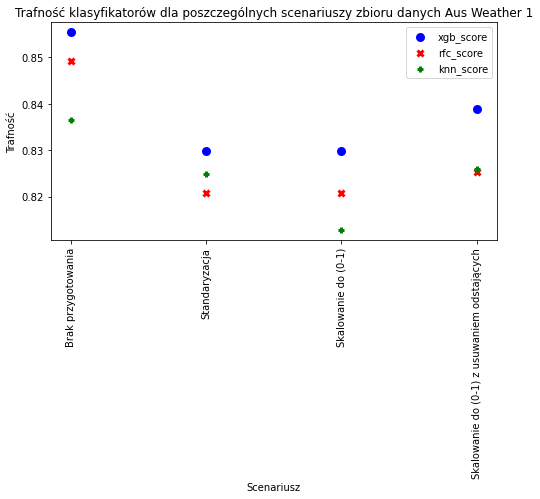 Trafność klasyfikatorów dla poszczególnych scenariuszy zbioru danych Aus Weather 1
xgb_score
rfc_score
knn_score
Trafność
0.85
0.84
0.83
0.82
Brak przygotowania
Standaryzacja
Skalowanie do (0-1)
Skalowanie do (0-1) z usuwaniem odstających
Scenariusz